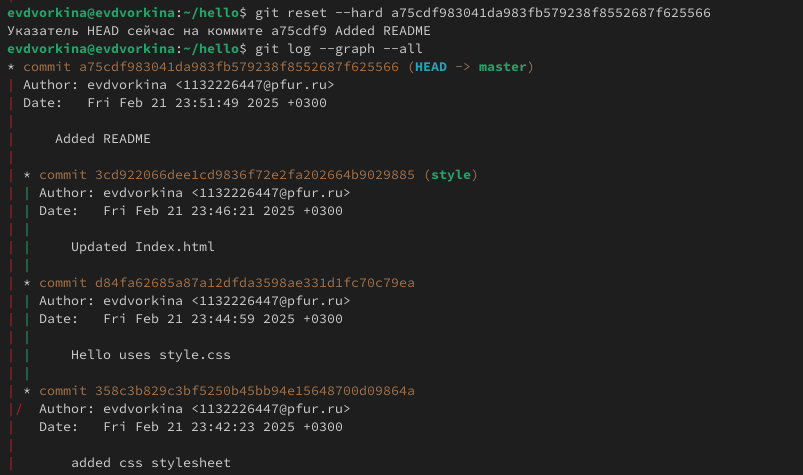 evdvorkina@evdvorkina:~/hello$ git reset --hard a75cdf983041da983fb579238f8552687f625566
Указатель HEAD сейчас на коммите a75cdf9 Added README
evdvorkina@evdvorkina:~/hello$ git log --graph --all
* commit a75cdf983041da983fb579238f8552687f625566 (HEAD -> master)
| Author: evdvorkina <1132226447@pfur.ru>
| Date:   Fri Feb 21 23:51:49 2025 +0300
|
|     Added README
|
| * commit 3cd922066dee1cd9836f72e2fa202664b9029885 (style)
| | Author: evdvorkina <1132226447@pfur.ru>
| | Date:   Fri Feb 21 23:46:21 2025 +0300
| |
| |     Updated Index.html
| |
| * commit d84fa62685a87a12dfda3598ae331d1fc70c79ea
| | Author: evdvorkina <1132226447@pfur.ru>
| | Date:   Fri Feb 21 23:44:59 2025 +0300
| |
| |     Hello uses style.css
| |
| * commit 358c3b829c3bf5250b45bb94e15648700d09864a
|/  Author: evdvorkina <1132226447@pfur.ru>
|   Date:   Fri Feb 21 23:42:23 2025 +0300
|
|       added css stylesheet